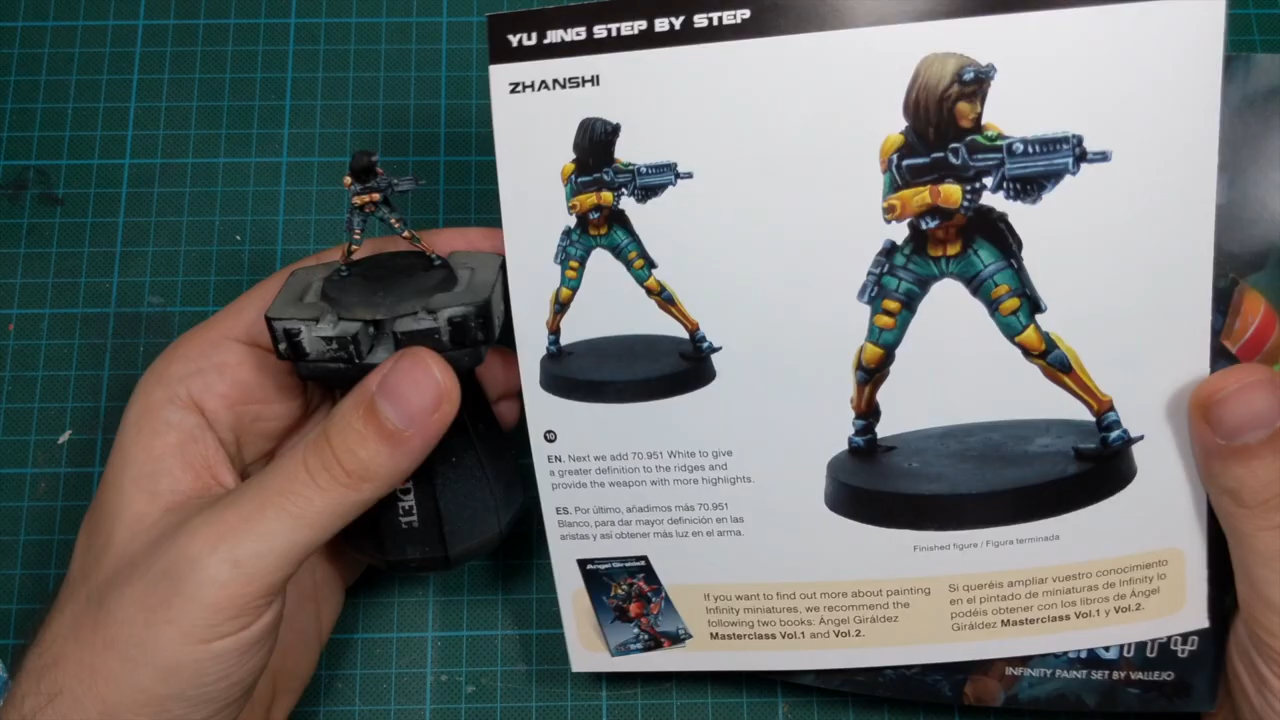 YU JING STEP BY STEP
ZHANSHI
10
EN. Next we add 70.951 White to give
a greater definition to the ridges and
provide the weapon with more highlights.
ES. Por último, añadimos más 70.951
Blanco, para dar mayor definición en las
aristas y así obtener más luz en el arma.
Finished figure / Figura terminada
Angel Giraldez
If you want to find out more about painting
Infinity miniatures, we recommend the
following two books: Ángel Giráldez
Masterclass Vol.1 and Vol.2.
Si queréis ampliar vuestro conocimiento
en el pintado de miniaturas de Infinity lo
podéis obtener con los libros de Ángel
Giráldez Masterclass Vol.1 y Vol.2.
INFINITY PAINT SET BY VALLEJO